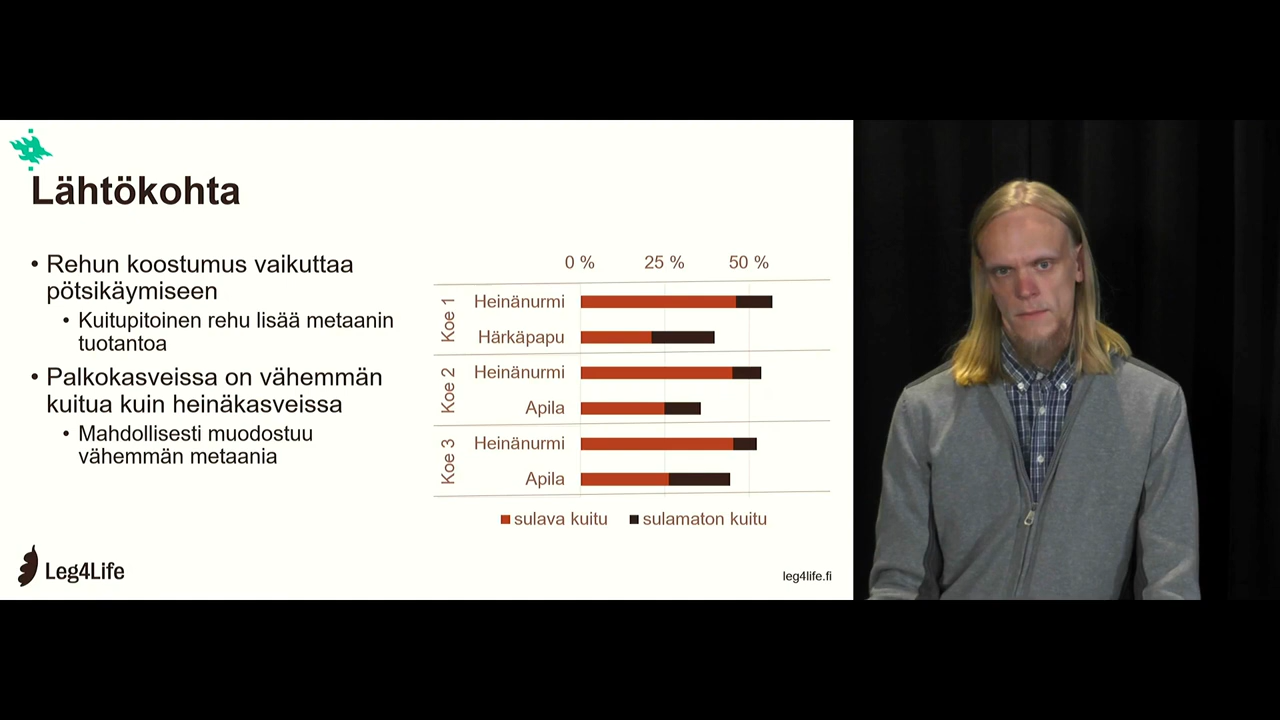 Lähtökohta
• Rehun koostumus vaikuttaa
pötsikäymiseen
• Kuitupitoinen rehu lisää metaanin
tuotantoa
• Palkokasveissa on vähemmän
kuitua kuin heinäkasveissa
• Mahdollisesti muodostuu
vähemmän metaania
0 % 25 % 50 %
Koe 1
Heinänurmi
Härkäpapu
Koe 2
Heinänurmi
Apila
Koe 3
Heinänurmi
Apila
sulava kuitu sulamaton kuitu
Leg4Life
leg4life.fi